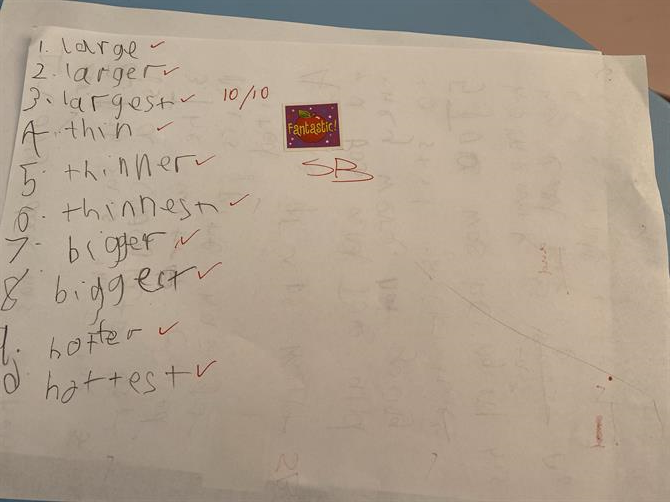 1. large ✓
2. larger ✓
3. largest ✓ 10/10
4. thin ✓
Fantastic!
5. thinner ✓
SB
6. thinnest ✓
7. bigger ✓
8 biggest ✓
9. hotter ✓
0 hottest ✓